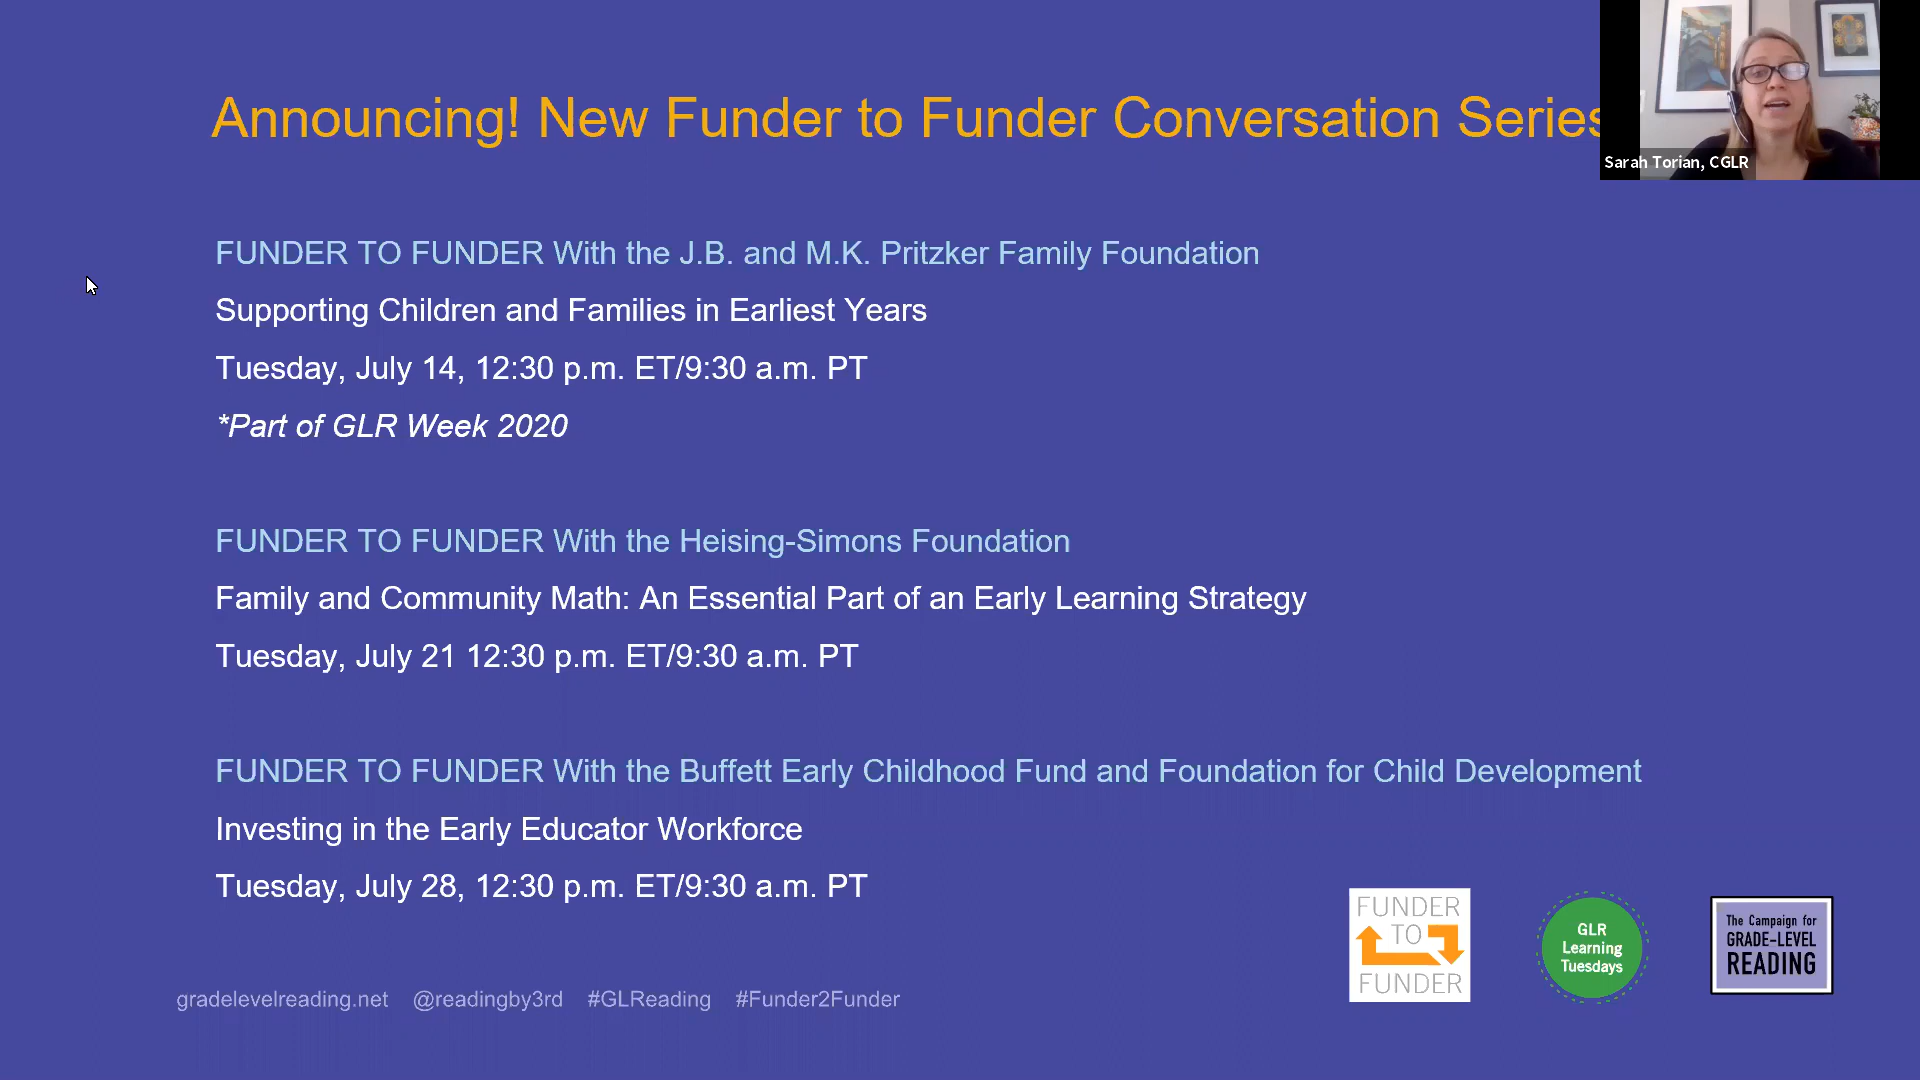 Announcing! New Funder to Funder Conversation Series
Sarah Torian, CGLR
FUNDER TO FUNDER With the J.B. and M.K. Pritzker Family Foundation
Supporting Children and Families in Earliest Years
Tuesday, July 14, 12:30 p.m. ET/9:30 a.m. PT
*Part of GLR Week 2020
FUNDER TO FUNDER With the Heising-Simons Foundation
Family and Community Math: An Essential Part of an Early Learning Strategy
Tuesday, July 21 12:30 p.m. ET/9:30 a.m. PT
FUNDER TO FUNDER With the Buffett Early Childhood Fund and Foundation for Child Development
Investing in the Early Educator Workforce
Tuesday, July 28, 12:30 p.m. ET/9:30 a.m. PT
FUNDER
TO
FUNDER
GLR
Learning
Tuesdays
The Campaign for
GRADE-LEVEL
READING
gradelevelreading.net @readingby3rd #GLReading #Funder2Funder